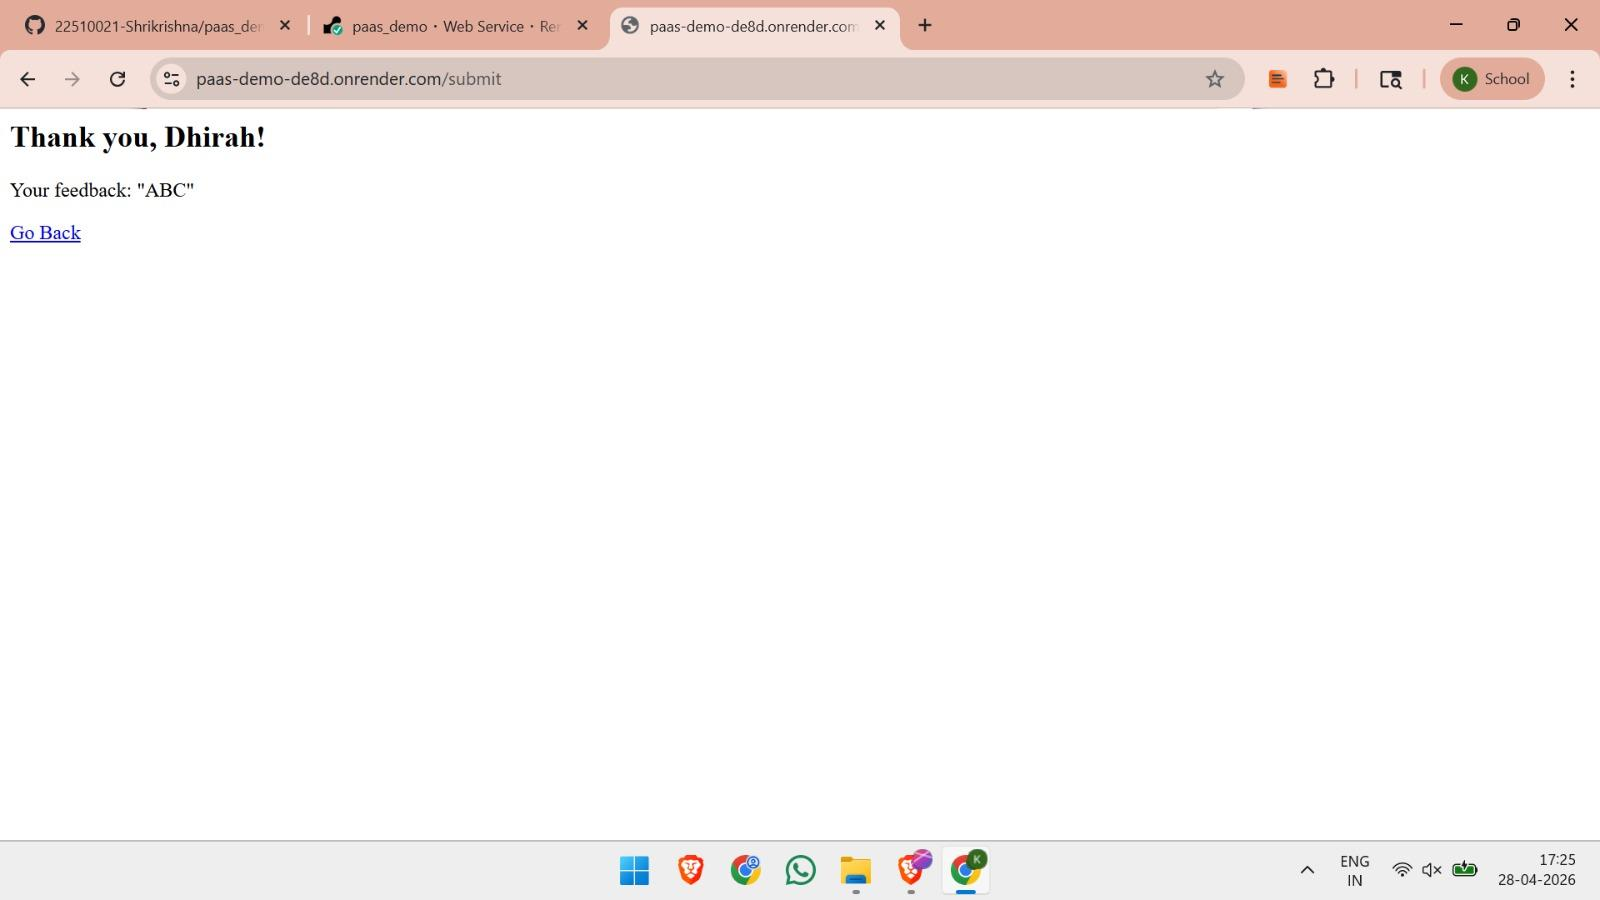 22510021-Shrikrishna/paas_der
paas_demo · Web Service · Rer
paas-demo-de8d.onrender.com
paas-demo-de8d.onrender.com/submit
K School
Thank you, Dhirah!
Your feedback: "ABC"
Go Back
K
ENG
IN
17:25
28-04-2026